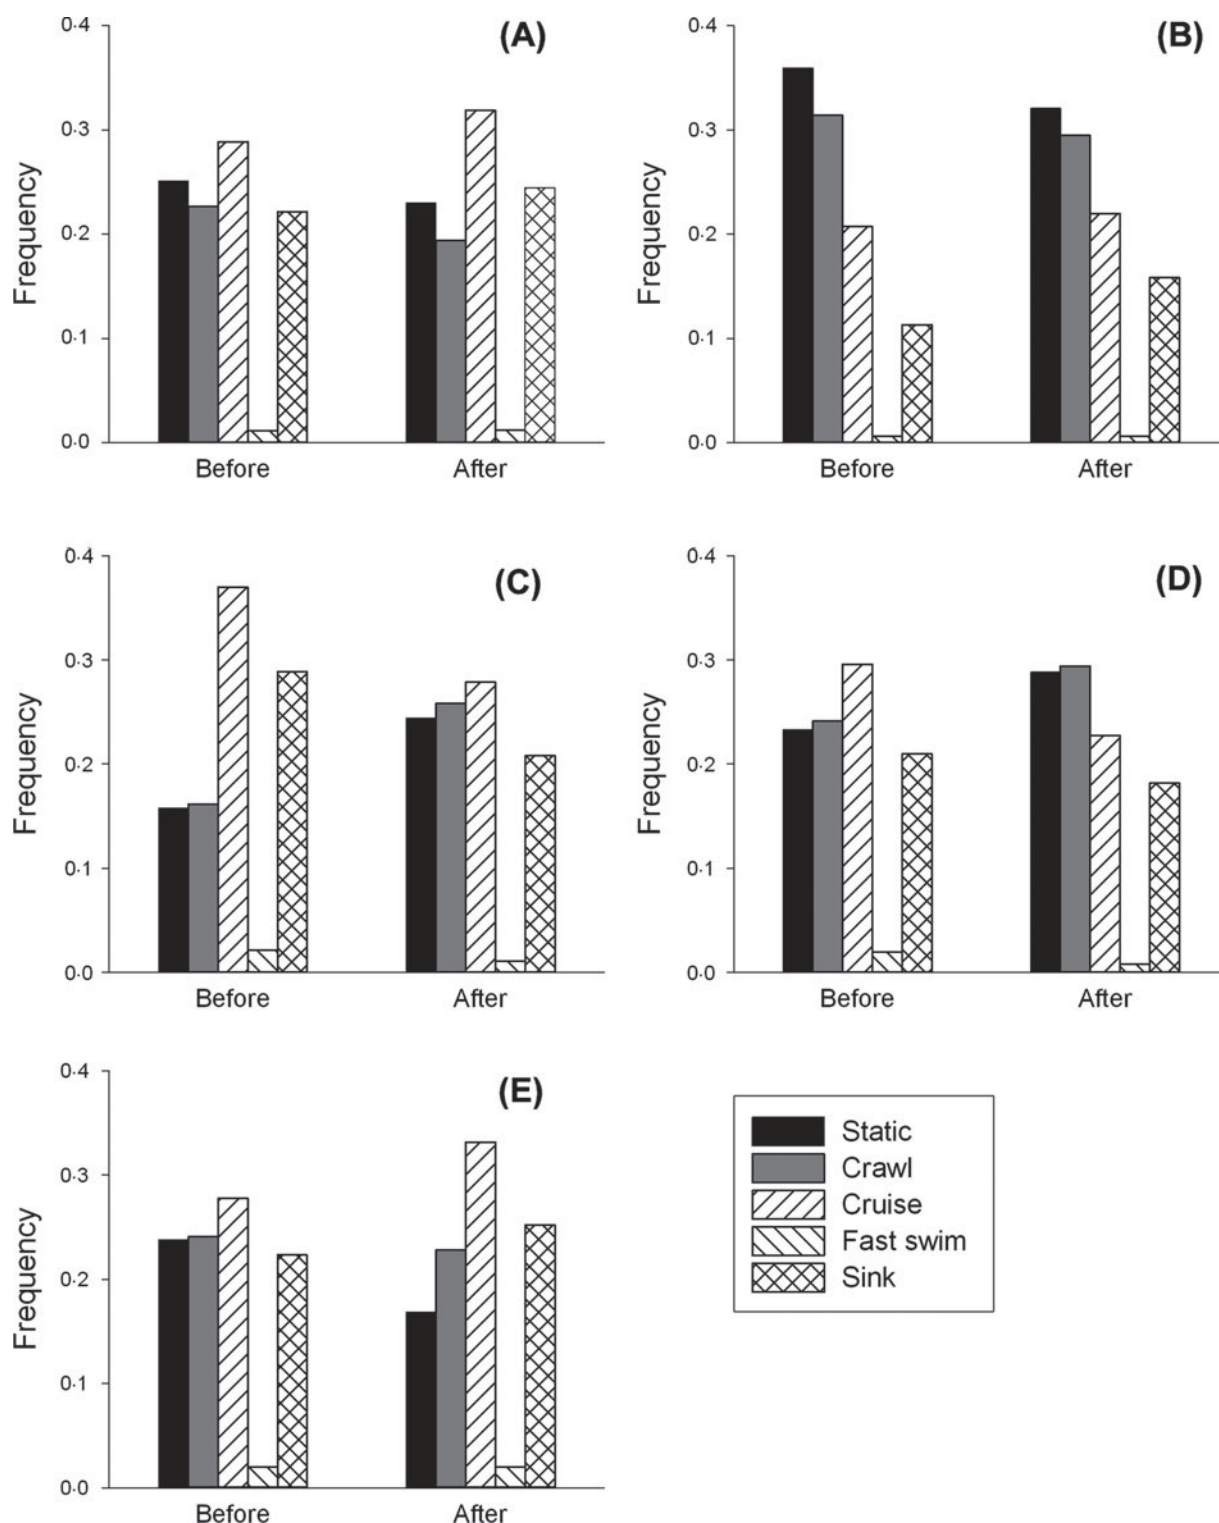 (A)
0·4
0·3
0·2
0·1
0·0
Frequency
Before After
(B)
0·4
0·3
0·2
0·1
0·0
Frequency
Before After
(C)
0·4
0·3
0·2
0·1
0·0
Frequency
Before After
(D)
0·4
0·3
0·2
0·1
0·0
Frequency
Before After
(E)
0·4
0·3
0·2
0·1
0·0
Frequency
Before After
Static
Crawl
Cruise
Fast swim
Sink